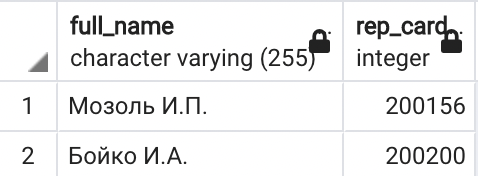 full_name rep_card
character varying (255) integer
1 Мозоль И.П. 200156
2 Бойко И.А. 200200